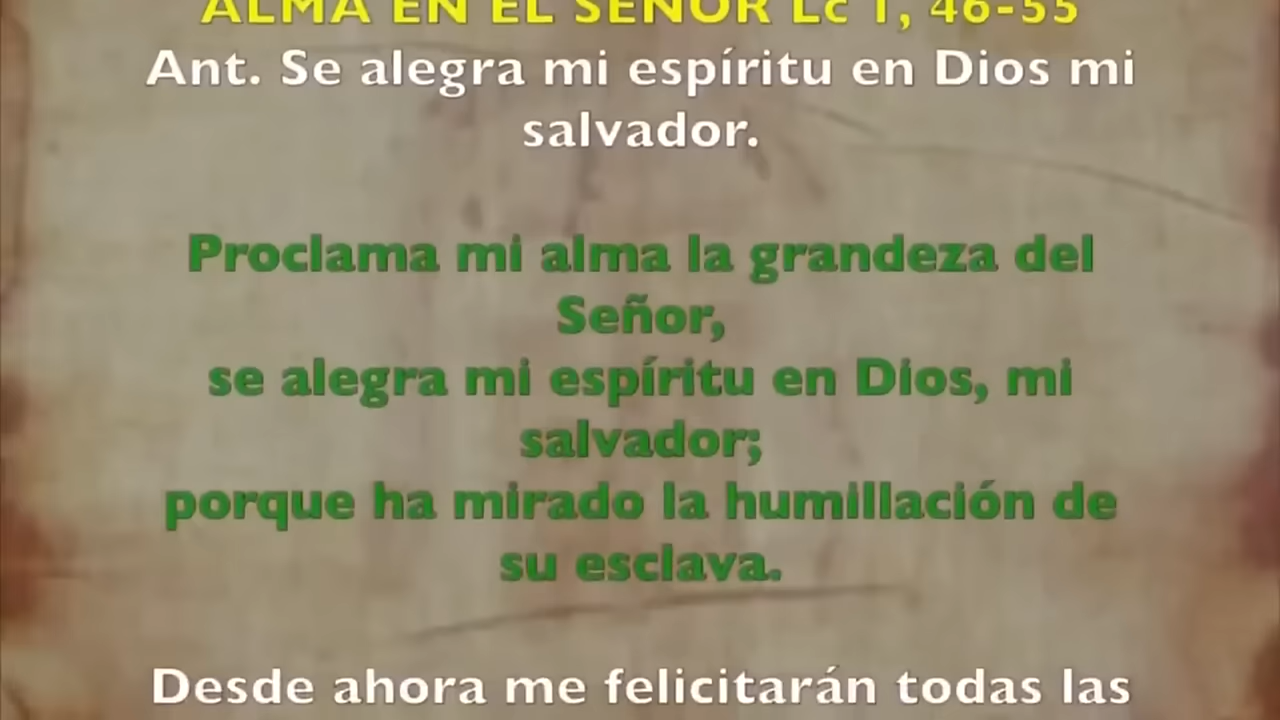 ALMA EN EL SEÑOR Lc 1, 46-55
Ant. Se alegra mi espíritu en Dios mi
salvador.
Proclama mi alma la grandeza del
Señor,
se alegra mi espíritu en Dios, mi
salvador;
porque ha mirado la humillación de
su esclava.
Desde ahora me felicitarán todas las